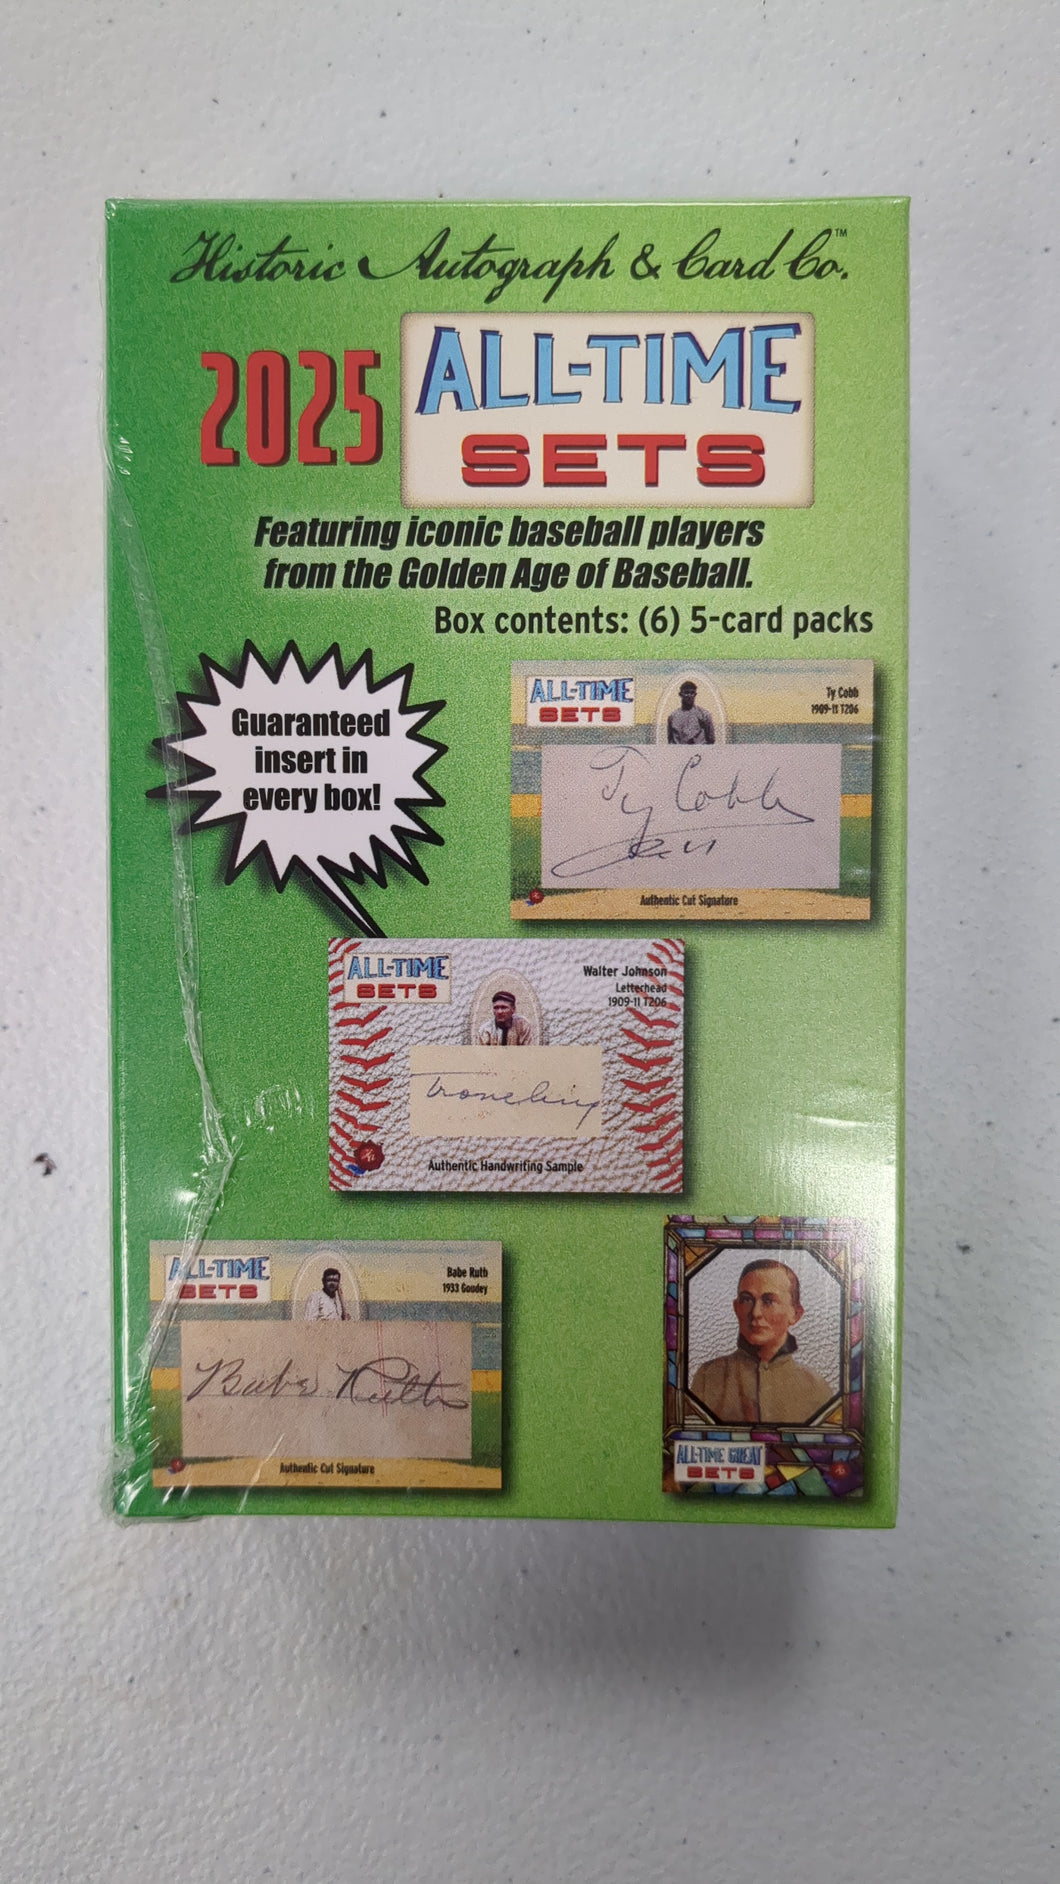 Historic Autograph & Card Co.™
2025
ALL-TIME
SETS
Featuring iconic baseball players
from the Golden Age of Baseball.
Box contents: (6) 5-card packs
Guaranteed
insert in
every box!
ALL-TIME
SETS
Ty Cobb
1909-11 T206
Ty Cobb
Authentic Cut Signature
ALL-TIME
SETS
Walter Johnson
Letterhead
1909-11 T206
Authentic Handwriting Sample
ALL-TIME
SETS
Babe Ruth
1933 Goudey
Babe Ruth
Authentic Cut Signature
ALL-TIME GREAT
SETS